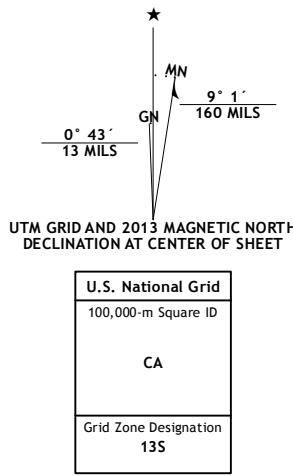 ★
MN
GN
9° 1´
160 MILS
0° 43´
13 MILS
UTM GRID AND 2013 MAGNETIC NORTH
DECLINATION AT CENTER OF SHEET
U.S. National Grid
100,000-m Square ID
CA
Grid Zone Designation
13S